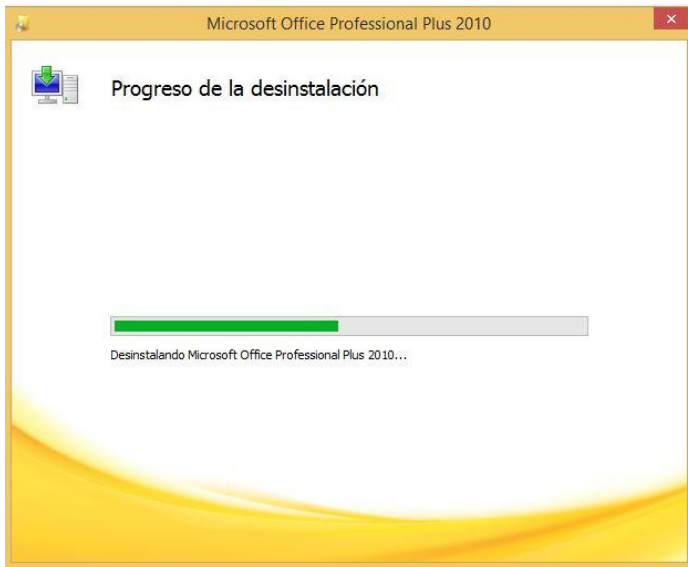 Microsoft Office Professional Plus 2010
Progreso de la desinstalación
Desinstalando Microsoft Office Professional Plus 2010...